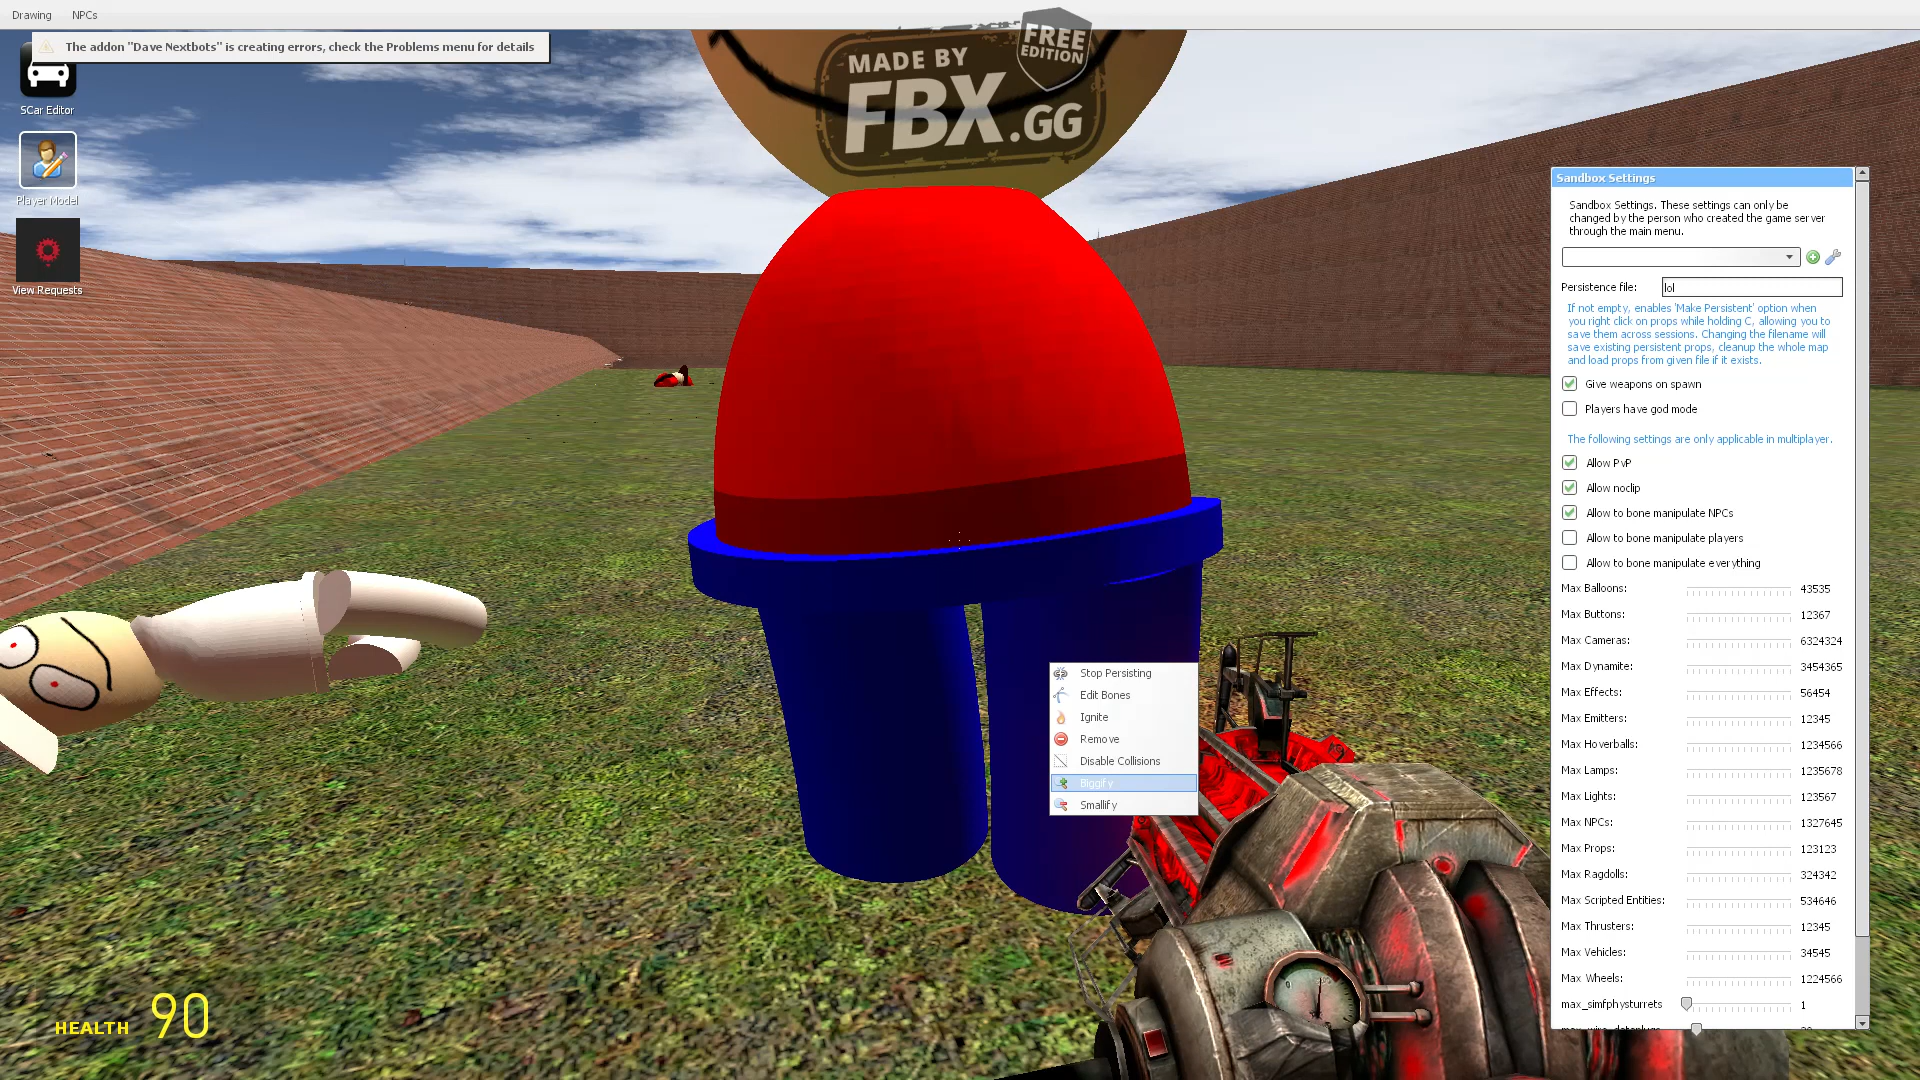 Drawing NPCs
The addon "Dave Nextbots" is creating errors, check the Problems menu for details
SCar Editor
Player Model
View Requests
MADE BY
FBX.GG
FREE
EDITION
Sandbox Settings
Sandbox Settings. These settings can only be
changed by the person who created the game server
through the main menu.
Persistence file: lol
If not empty, enables 'Make Persistent' option when
you right click on props while holding C, allowing you to
save them across sessions. Changing the filename will
save existing persistent props, cleanup the whole map
and load props from given file if it exists.
Give weapons on spawn
Players have god mode
The following settings are only applicable in multiplayer.
Allow PvP
Allow noclip
Allow to bone manipulate NPCs
Allow to bone manipulate players
Allow to bone manipulate everything
Max Balloons: 43535
Max Buttons: 12367
Max Cameras: 6324324
Max Dynamite: 3454365
Max Effects: 56454
Max Emitters: 12345
Max Hoverballs: 1234566
Max Lamps: 1235678
Max Lights: 123567
Max NPCs: 1327645
Max Props: 123123
Max Ragdolls: 324342
Max Scripted Entities: 534646
Max Thrusters: 12345
Max Vehicles: 34545
Max Wheels: 1224566
max_simfphysturrets 1
Stop Persisting
Edit Bones
Ignite
Remove
Disable Collisions
Biggify
Smallify
HEALTH 90